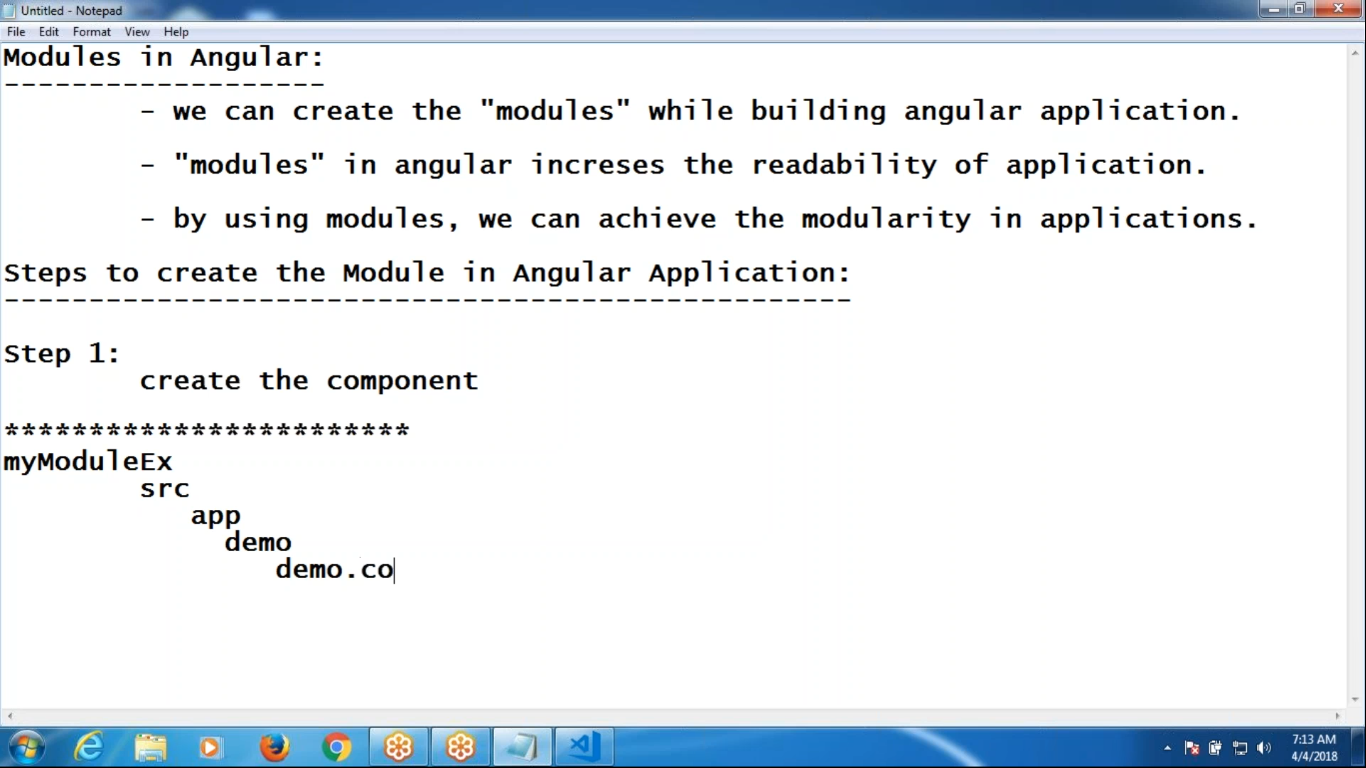 Untitled - Notepad
File Edit Format View Help
Modules in Angular:
-------------------
- we can create the "modules" while building angular application.
- "modules" in angular increses the readability of application.
- by using modules, we can achieve the modularity in applications.
Steps to create the Module in Angular Application:
--------------------------------------------------
Step 1:
create the component
************************
myModuleEx
src
app
demo
demo.co
7:13 AM
4/4/2018